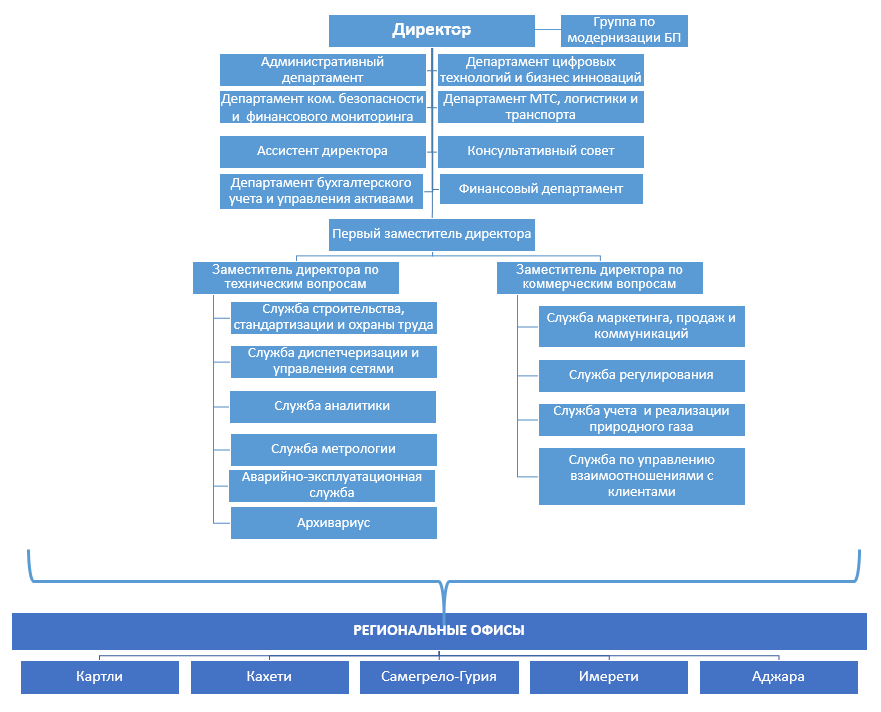 Директор
Группа по
модернизации БП
Административный
департамент
Департамент цифровых
технологий и бизнес инноваций
Департамент ком. безопасности
и финансового мониторинга
Департамент МТС, логистики и
транспорта
Ассистент директора
Консультативный совет
Департамент бухгалтерского
учета и управления активами
Финансовый департамент
Первый заместитель директора
Заместитель директора по
техническим вопросам
Заместитель директора по
коммерческим вопросам
Служба строительства,
стандартизации и охраны труда
Служба диспетчеризации и
управления сетями
Служба аналитики
Служба метрологии
Аварийно-эксплуатационная
служба
Архивариус
Служба маркетинга, продаж и
коммуникаций
Служба регулирования
Служба учета и реализации
природного газа
Служба по управлению
взаимоотношениями с
клиентами
РЕГИОНАЛЬНЫЕ ОФИСЫ
Картли
Кахети
Самегрело-Гурия
Имерети
Аджара